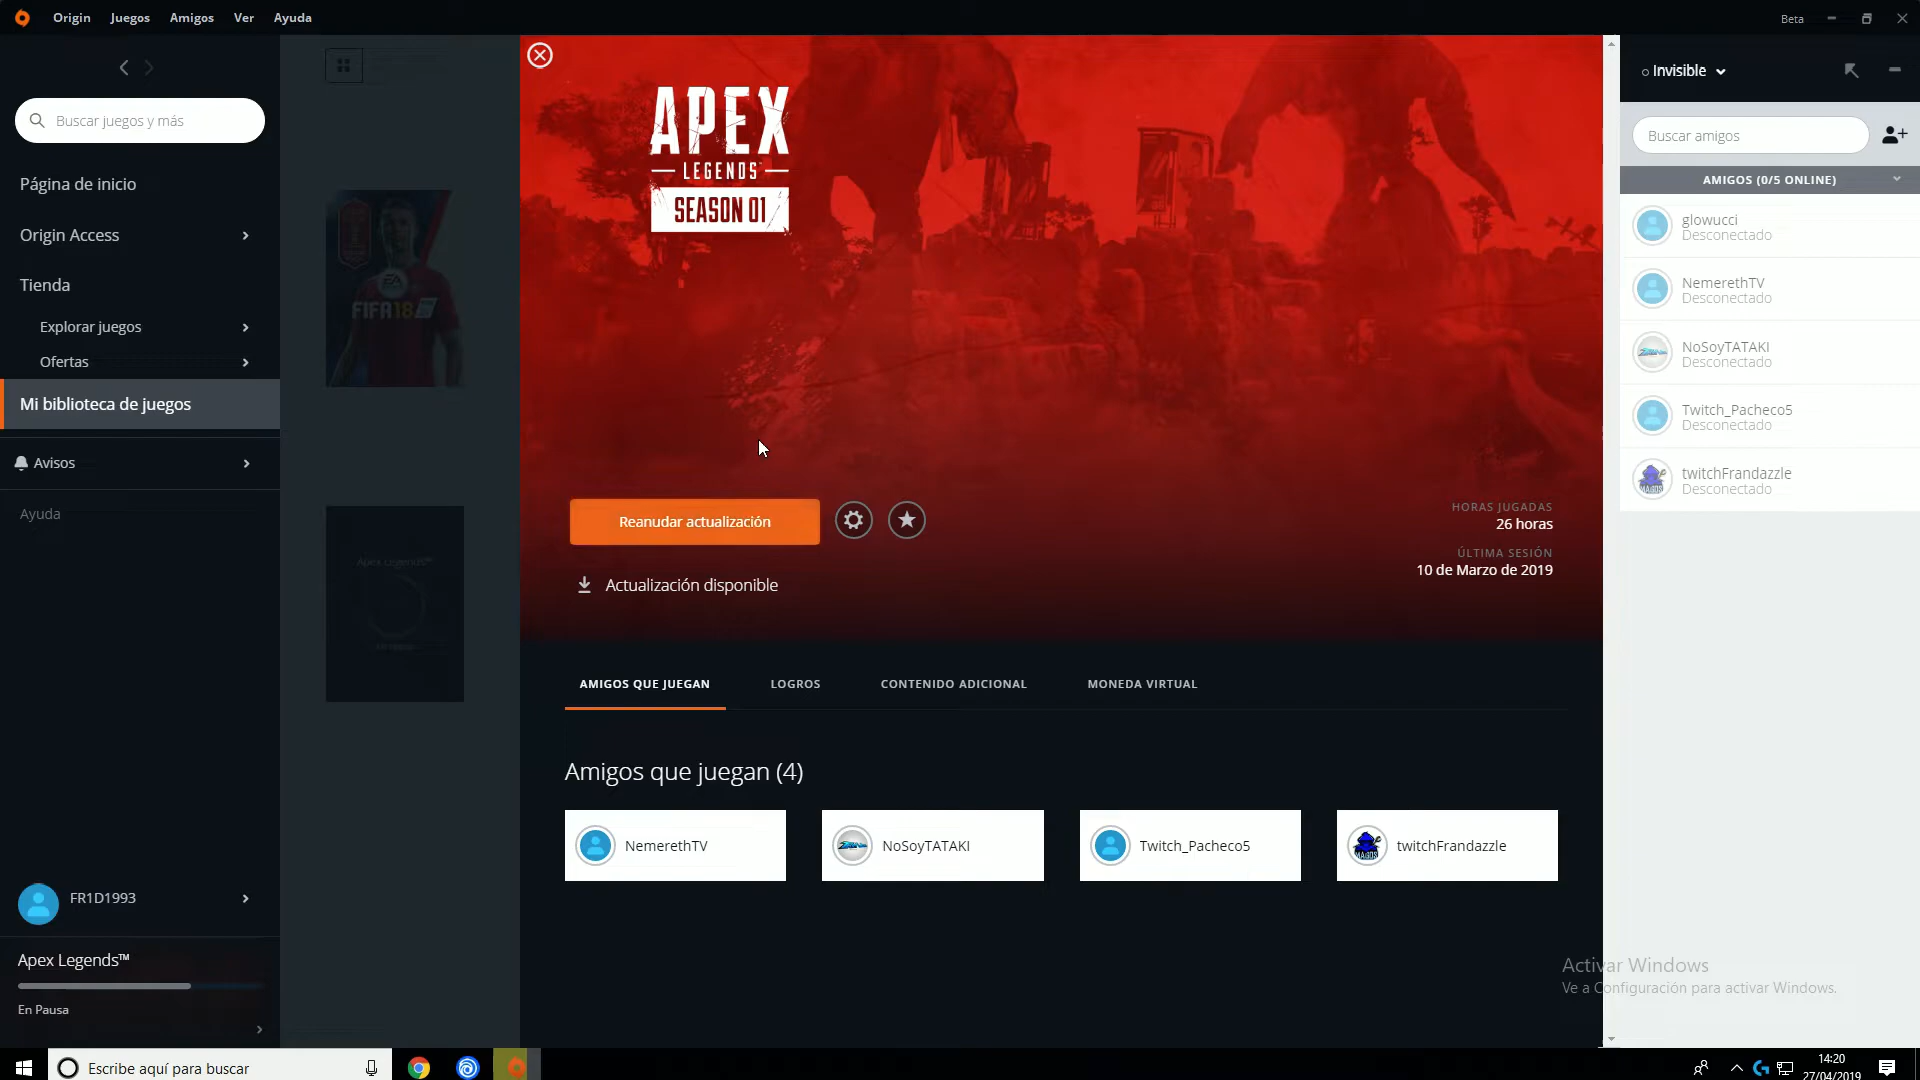 Origin Juegos Amigos Ver Ayuda
Beta
Buscar juegos y más
Página de inicio
Origin Access
Tienda
Explorar juegos
Ofertas
Mi biblioteca de juegos
Avisos
Ayuda
FR1D1993
Apex Legends™
En Pausa
FIFA 18
Apex Legends™
APEX
LEGENDS™
SEASON 01
Reanudar actualización
Actualización disponible
HORAS JUGADAS
26 horas
ÚLTIMA SESIÓN
10 de Marzo de 2019
AMIGOS QUE JUEGAN LOGROS CONTENIDO ADICIONAL MONEDA VIRTUAL
Amigos que juegan (4)
NemerethTV NoSoyTATAKI Twitch_Pacheco5 twitchFrandazzle
Invisible
Buscar amigos
AMIGOS (0/5 ONLINE)
glowucci
Desconectado
NemerethTV
Desconectado
NoSoyTATAKI
Desconectado
Twitch_Pacheco5
Desconectado
twitchFrandazzle
Desconectado
Activar Windows
Ve a Configuración para activar Windows.
Escribe aquí para buscar
14:20
27/04/2019